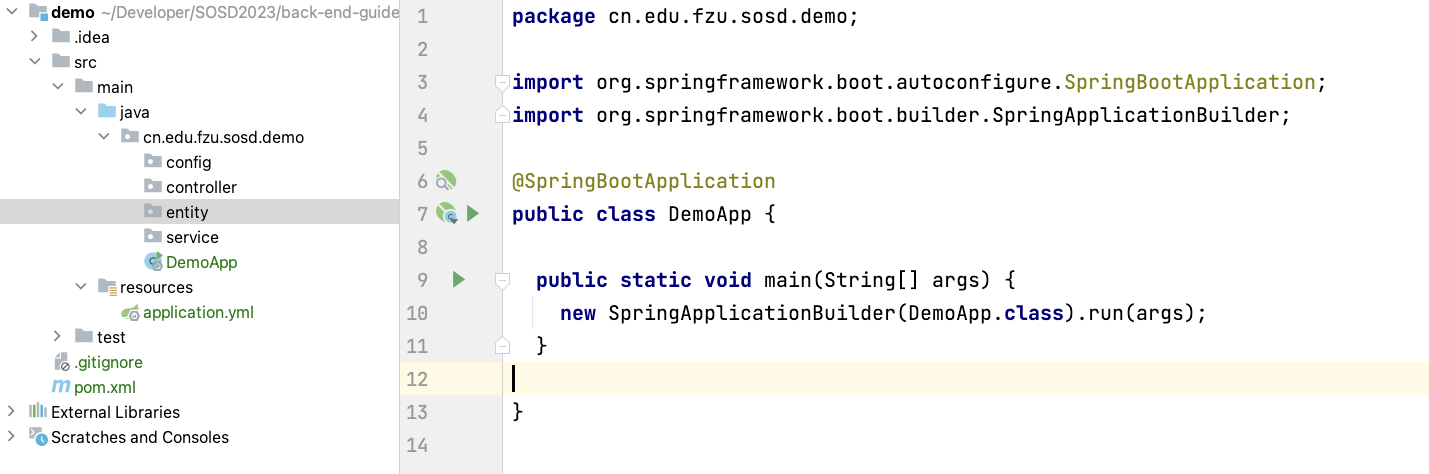 demo ~/Developer/SOSD2023/back-end-guide
.idea
src
main
java
cn.edu.fzu.sosd.demo
config
controller
entity
service
DemoApp
resources
application.yml
test
.gitignore
pom.xml
External Libraries
Scratches and Consoles
1 package cn.edu.fzu.sosd.demo;
2
3 import org.springframework.boot.autoconfigure.SpringBootApplication;
4 import org.springframework.boot.builder.SpringApplicationBuilder;
5
6 @SpringBootApplication
7 public class DemoApp {
8
9 public static void main(String[] args) {
10 new SpringApplicationBuilder(DemoApp.class).run(args);
11 }
12
13 }
14